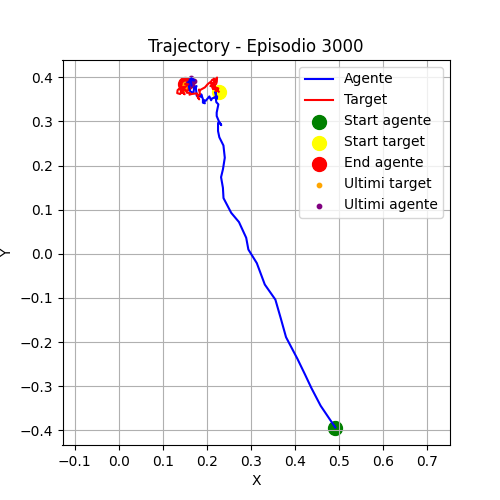 Trajectory - Episodio 3000
Agente
Target
Start agente
Start target
End agente
Ultimi target
Ultimi agente
0.4
0.3
0.2
0.1
0.0
−0.1
−0.2
−0.3
−0.4
Y
−0.1 0.0 0.1 0.2 0.3 0.4 0.5 0.6 0.7
X